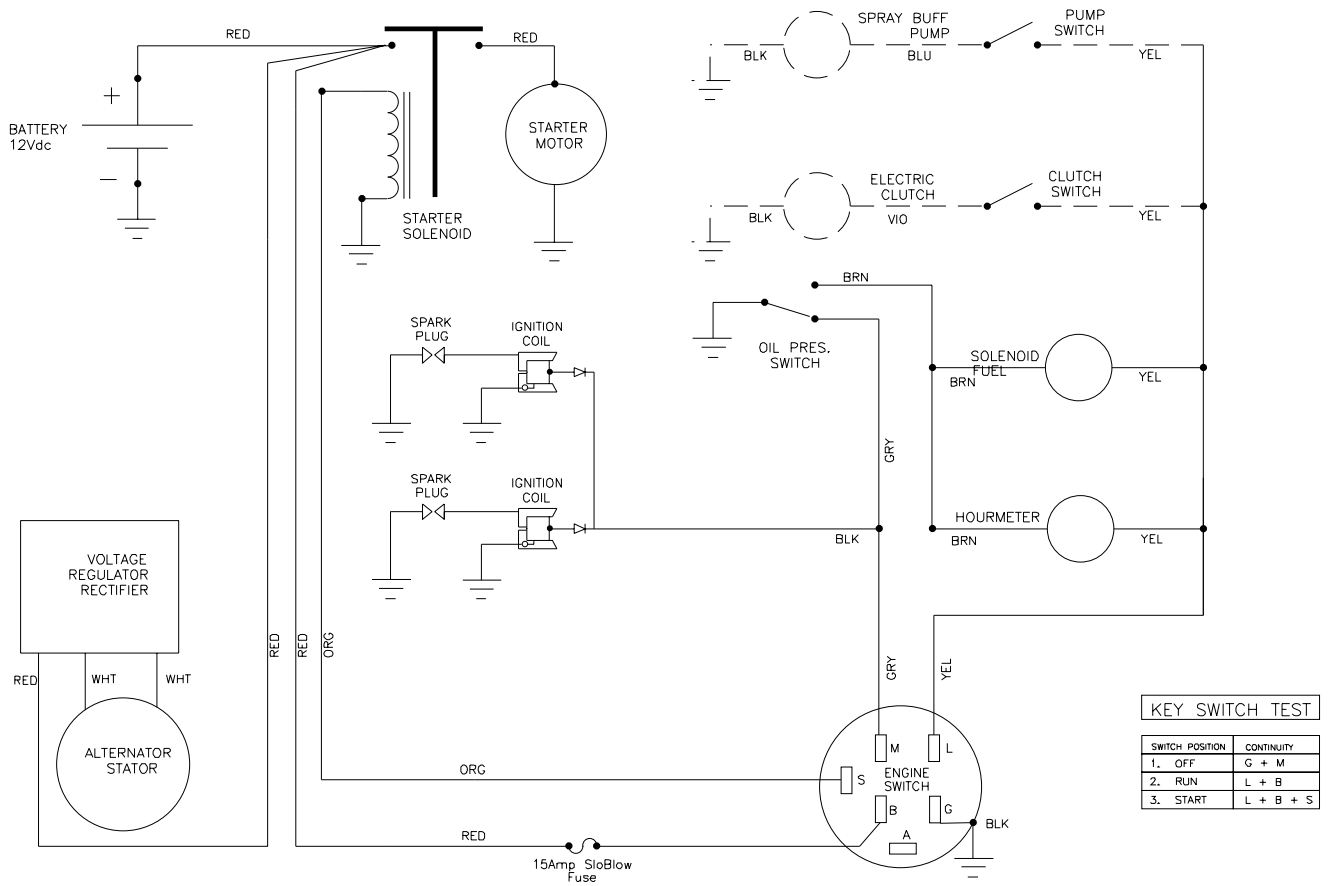 RED
RED
BATTERY
12Vdc
+
−
STARTER
MOTOR
STARTER
SOLENOID
BLK
SPRAY BUFF
PUMP
BLU
PUMP
SWITCH
YEL
BLK
ELECTRIC
CLUTCH
VIO
CLUTCH
SWITCH
YEL
BRN
OIL PRES.
SWITCH
SOLENOID
FUEL
BRN
YEL
SPARK
PLUG
IGNITION
COIL
GRY
SPARK
PLUG
IGNITION
COIL
BLK
HOURMETER
BRN
YEL
VOLTAGE
REGULATOR
RECTIFIER
RED
WHT
WHT
ALTERNATOR
STATOR
RED
RED
ORG
GRY
YEL
ORG
RED
15Amp SloBlow
Fuse
M
L
S
ENGINE
SWITCH
B
G
A
BLK
KEY SWITCH TEST
SWITCH POSITION CONTINUITY
1. OFF G + M
2. RUN L + B
3. START L + B + S